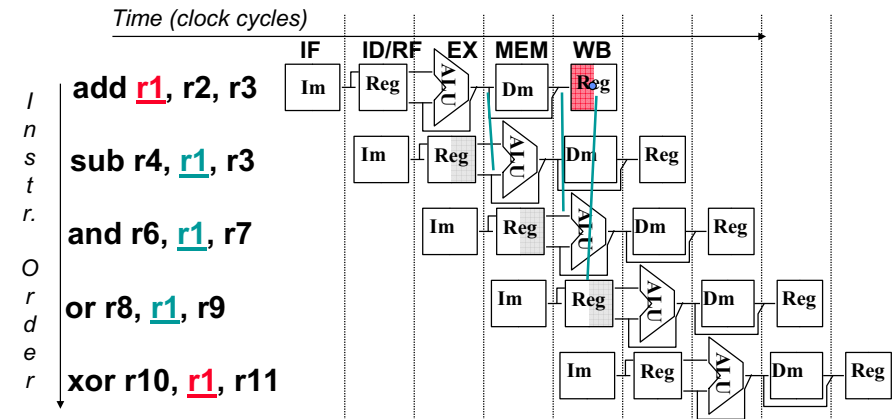 Time (clock cycles)
IF ID/RF EX MEM WB
Instr. Order
add r1, r2, r3
Im Reg ALU Dm Reg
sub r4, r1, r3
Im Reg ALU Dm Reg
and r6, r1, r7
Im Reg ALU Dm Reg
or r8, r1, r9
Im Reg ALU Dm Reg
xor r10, r1, r11
Im Reg ALU Dm Reg